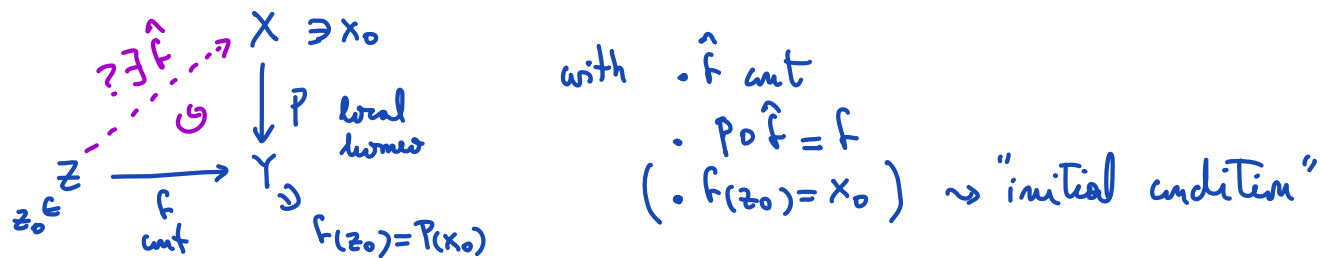 ?∃f̂
X ∋ x₀
p local homeo
Z
z₀ ∈
f cont
Y ∋ f(z₀) = p(x₀)
with · f̂ cont
· p∘f̂ = f
(· f(z₀) = x₀) ⤳ "initial condition"